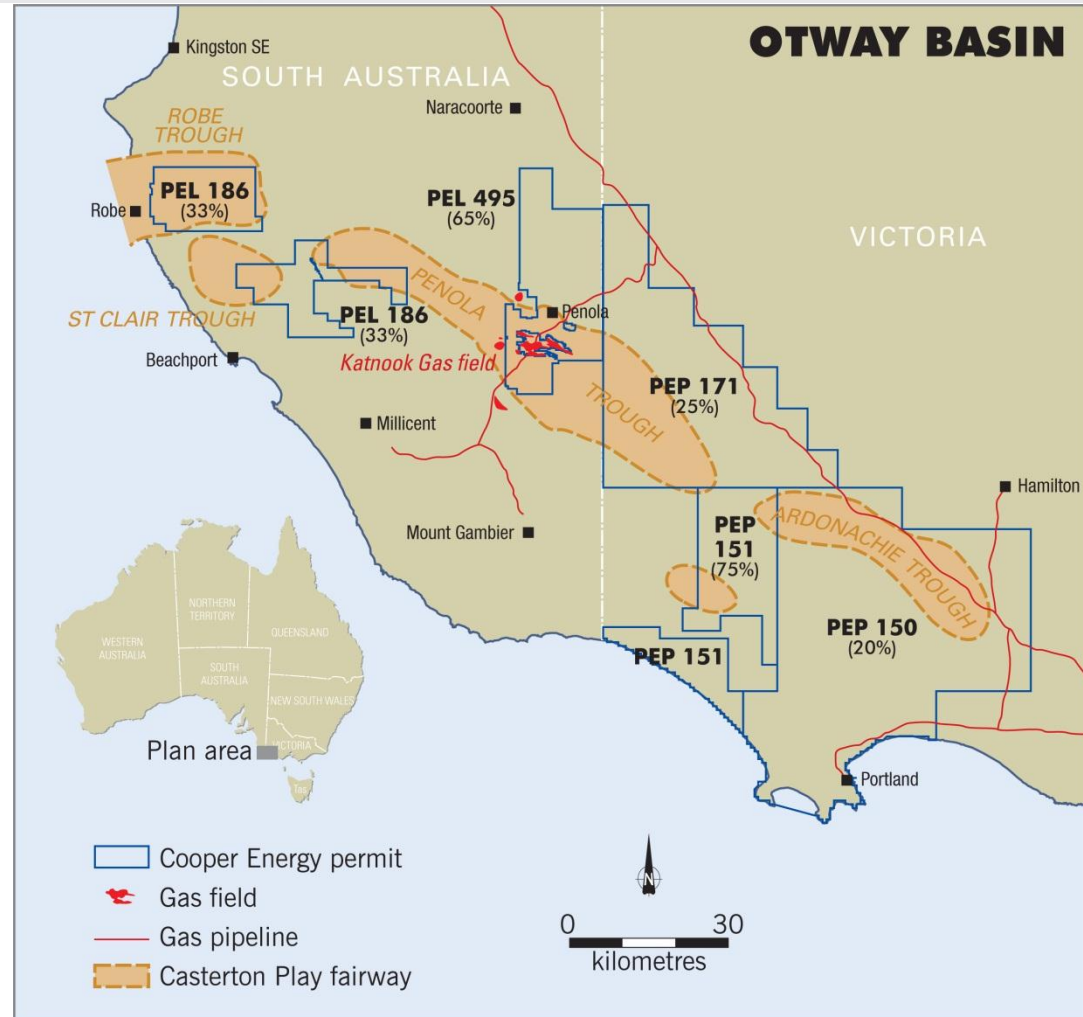 OTWAY BASIN
Kingston SE
SOUTH AUSTRALIA
Naracoorte
ROBE
TROUGH
PEL 186
(33%)
Robe
PEL 495
(65%)
VICTORIA
ST CLAIR TROUGH
PENOLA
Penola
PEL 186
(33%)
Beachport
Katnook Gas field
TROUGH
PEP 171
(25%)
Millicent
Hamilton
Mount Gambier
PEP
151
(75%)
ARDONACHIE TROUGH
PEP 150
(20%)
PEP 151
Portland
NORTHERN
TERRITORY
WESTERN
AUSTRALIA
QUEENSLAND
SOUTH
AUSTRALIA
NEW SOUTH WALES
VICTORIA
Plan area
Tas
Cooper Energy permit
Gas field
Gas pipeline
Casterton Play fairway
N
0 30
kilometres